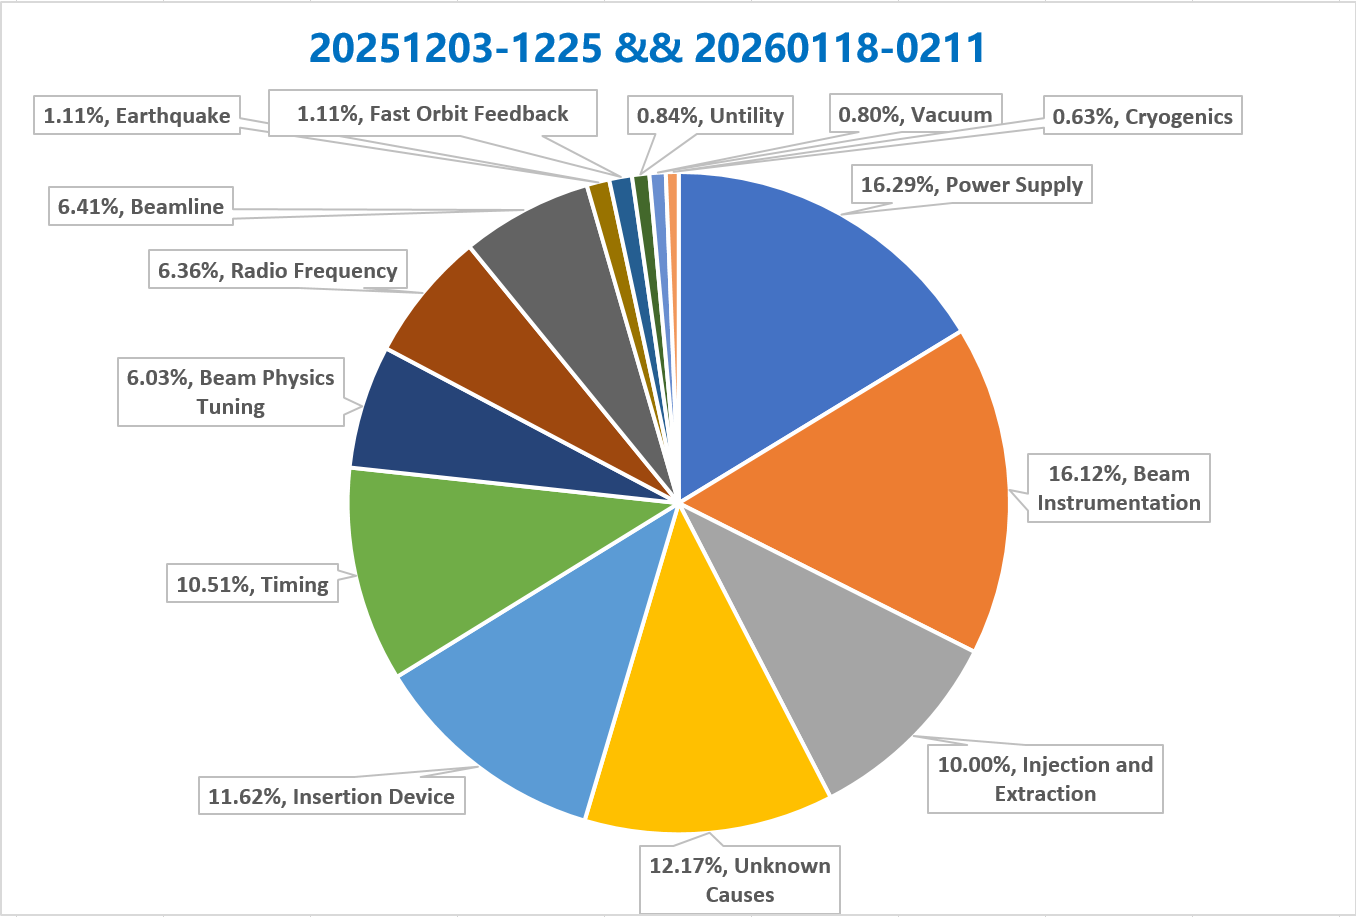 20251203-1225 && 20260118-0211
1.11%, Earthquake
1.11%, Fast Orbit Feedback
0.84%, Untility
0.80%, Vacuum
0.63%, Cryogenics
16.29%, Power Supply
6.41%, Beamline
6.36%, Radio Frequency
6.03%, Beam Physics
Tuning
16.12%, Beam
Instrumentation
10.51%, Timing
10.00%, Injection and
Extraction
11.62%, Insertion Device
12.17%, Unknown
Causes